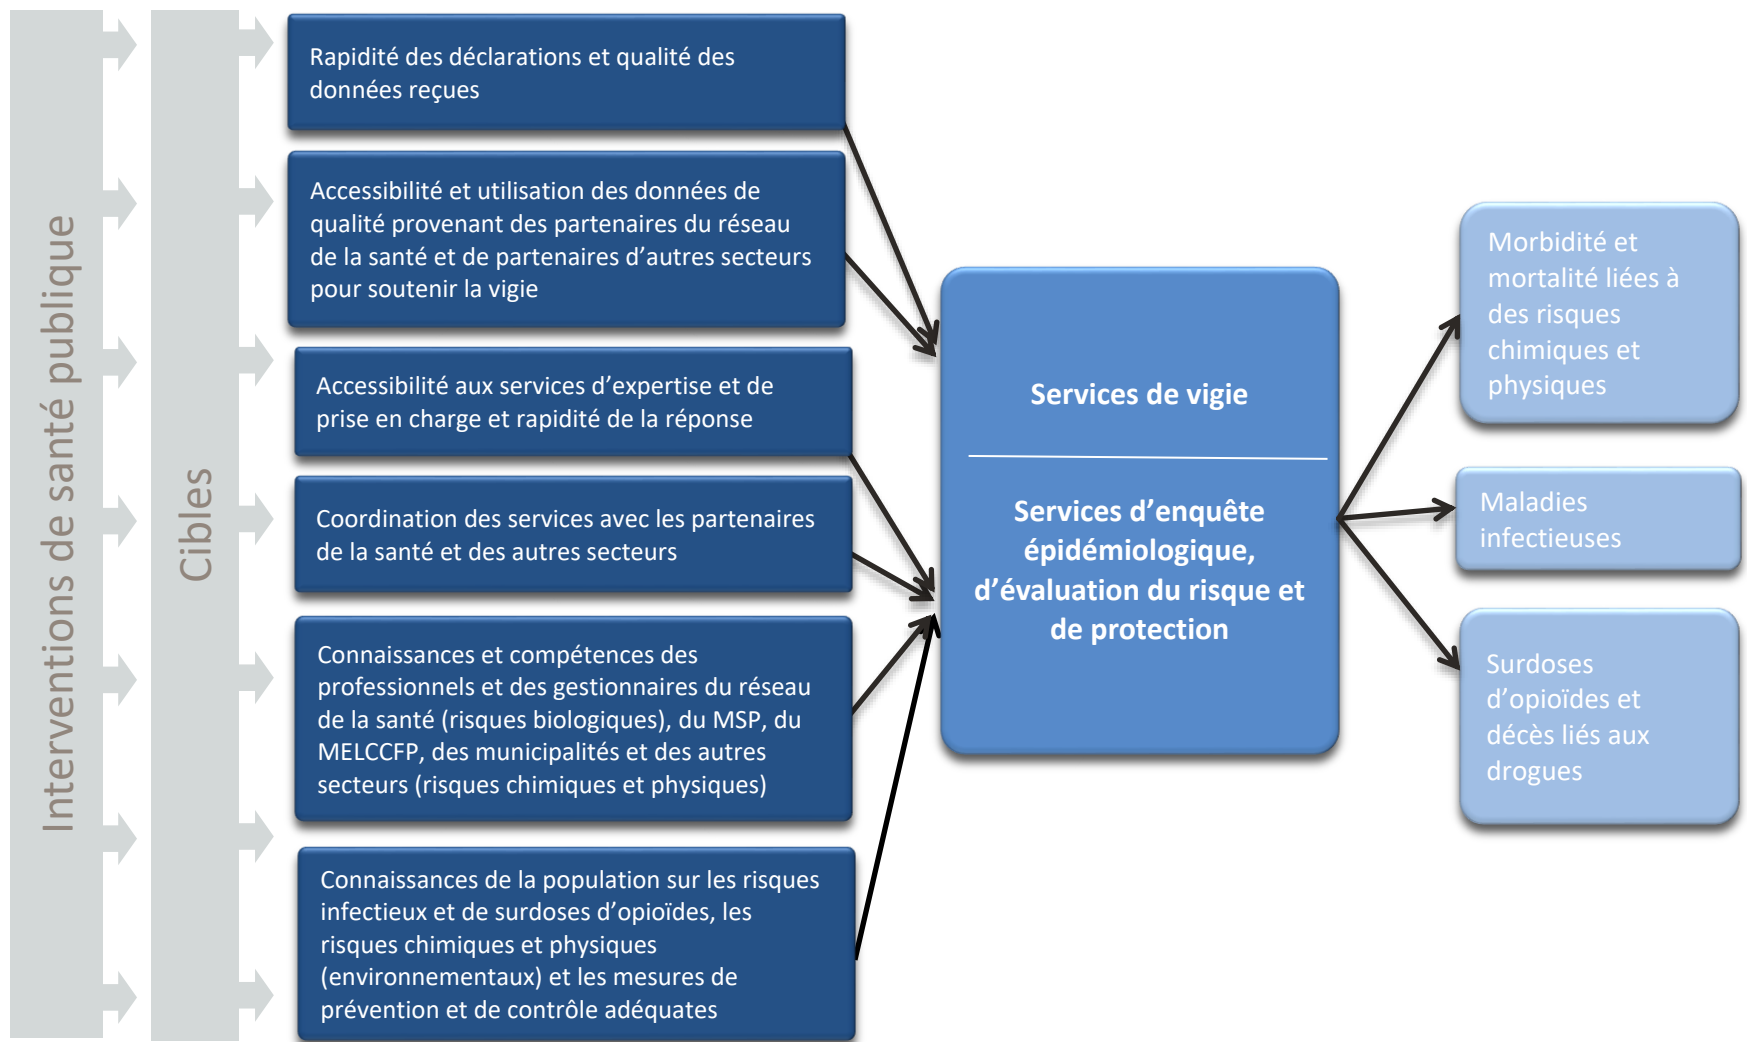 Interventions de santé publique
Cibles
Rapidité des déclarations et qualité des
données reçues
Accessibilité et utilisation des données de
qualité provenant des partenaires du réseau
de la santé et de partenaires d’autres secteurs
pour soutenir la vigie
Accessibilité aux services d’expertise et de
prise en charge et rapidité de la réponse
Coordination des services avec les partenaires
de la santé et des autres secteurs
Connaissances et compétences des
professionnels et des gestionnaires du réseau
de la santé (risques biologiques), du MSP, du
MELCCFP, des municipalités et des autres
secteurs (risques chimiques et physiques)
Connaissances de la population sur les risques
infectieux et de surdoses d’opioïdes, les
risques chimiques et physiques
(environnementaux) et les mesures de
prévention et de contrôle adéquates
Services de vigie
Services d’enquête
épidémiologique,
d’évaluation du risque et
de protection
Morbidité et
mortalité liées à
des risques
chimiques et
physiques
Maladies
infectieuses
Surdoses
d’opioïdes et
décès liés aux
drogues